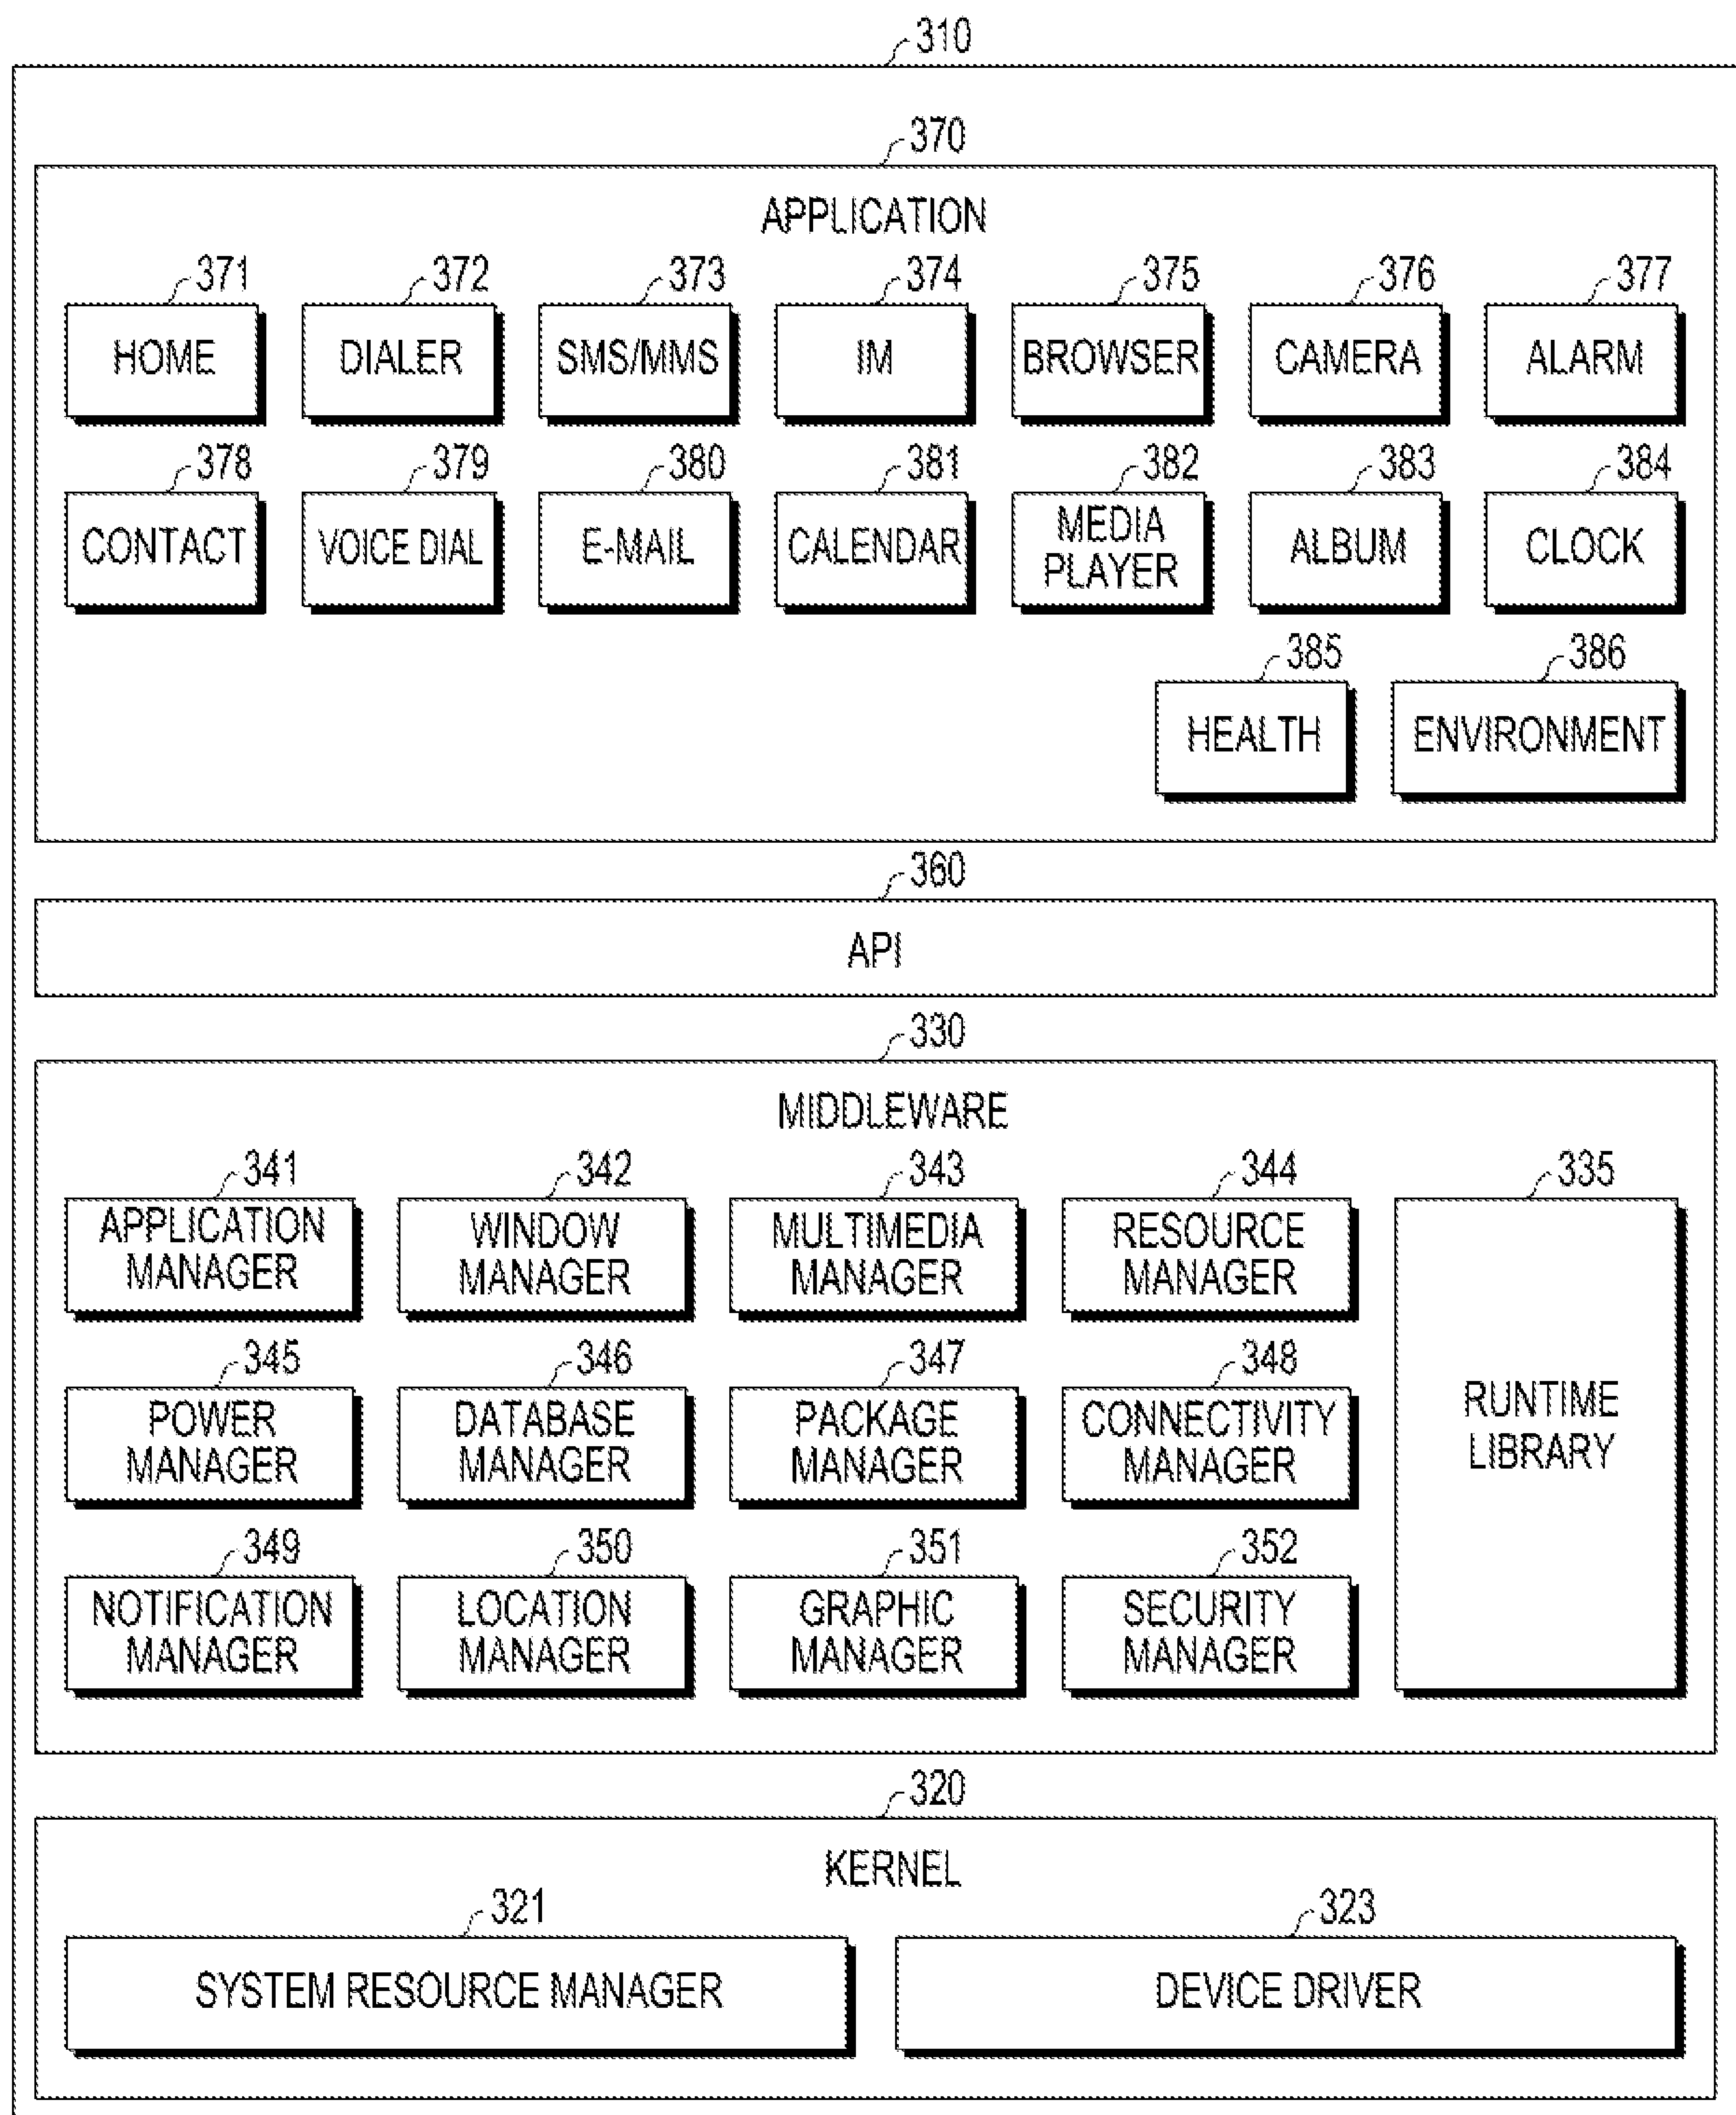 310
370
APPLICATION
371 372 373 374 375 376 377
HOME DIALER SMS/MMS IM BROWSER CAMERA ALARM
378 379 380 381 382 383 384
CONTACT VOICE DIAL E-MAIL CALENDAR MEDIA PLAYER ALBUM CLOCK
385 386
HEALTH ENVIRONMENT
360
API
330
MIDDLEWARE
341 342 343 344 335
APPLICATION MANAGER WINDOW MANAGER MULTIMEDIA MANAGER RESOURCE MANAGER
345 346 347 348
POWER MANAGER DATABASE MANAGER PACKAGE MANAGER CONNECTIVITY MANAGER RUNTIME LIBRARY
349 350 351 352
NOTIFICATION MANAGER LOCATION MANAGER GRAPHIC MANAGER SECURITY MANAGER
320
KERNEL
321 323
SYSTEM RESOURCE MANAGER DEVICE DRIVER